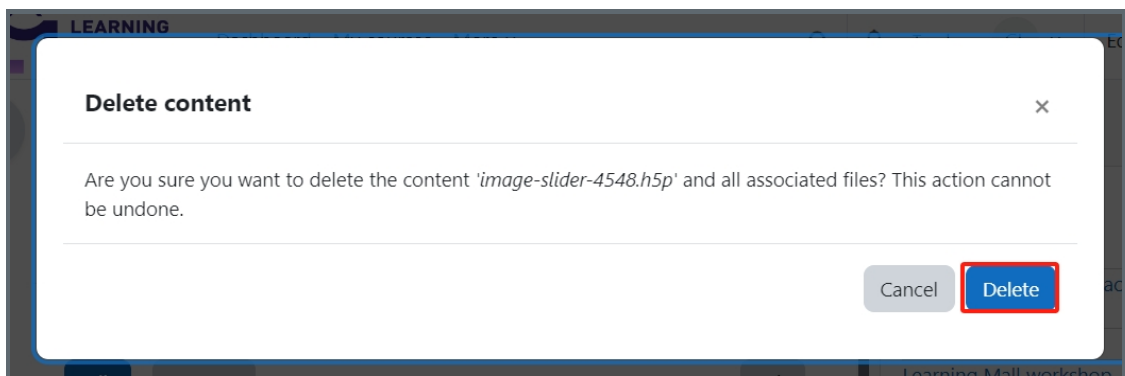 LEARNING
Delete content
×
Are you sure you want to delete the content 'image-slider-4548.h5p' and all associated files? This action cannot
be undone.
Cancel
Delete
Learning Mall workshop